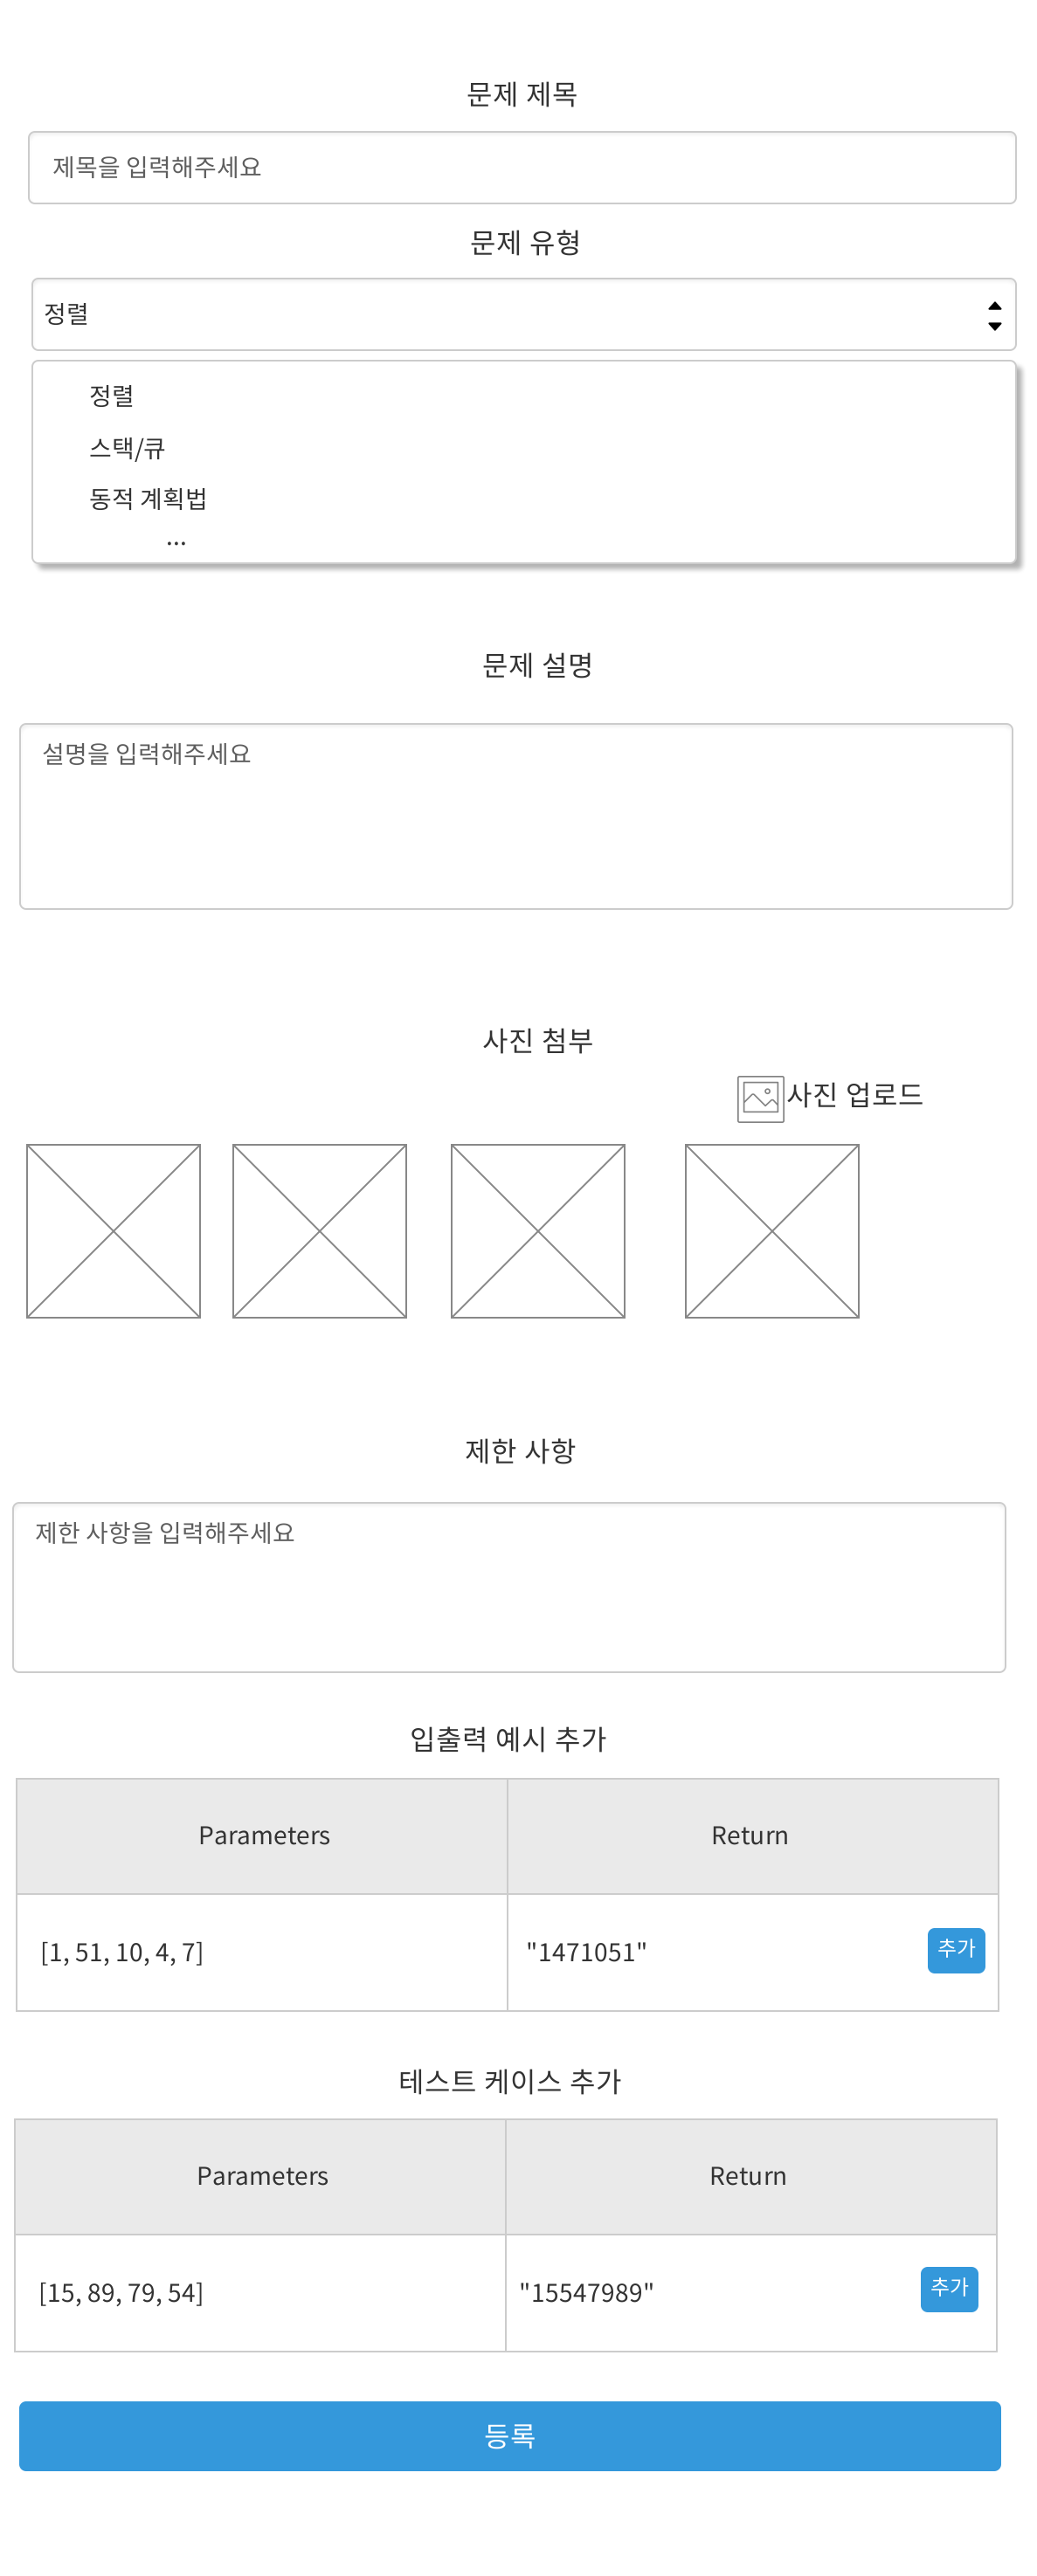 문제 제목
제목을 입력해주세요
문제 유형
정렬
정렬
스택/큐
동적 계획법
...
문제 설명
설명을 입력해주세요
사진 첨부
사진 업로드
제한 사항
제한 사항을 입력해주세요
입출력 예시 추가
Parameters Return
[1, 51, 10, 4, 7] "1471051" 추가
테스트 케이스 추가
Parameters Return
[15, 89, 79, 54] "15547989" 추가
등록